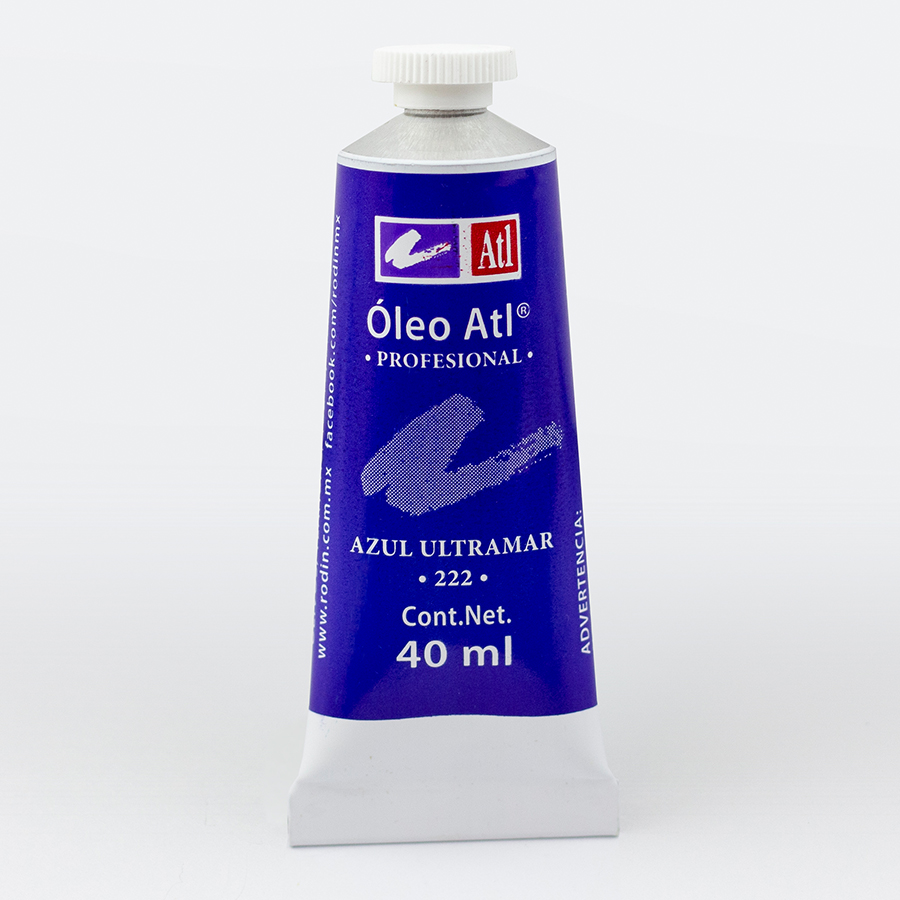 Atl
Óleo Atl®
• PROFESIONAL •
AZUL ULTRAMAR
• 222 •
Cont.Net.
40 ml
www.rodin.com.mx facebook.com/rodinmx
ADVERTENCIA: